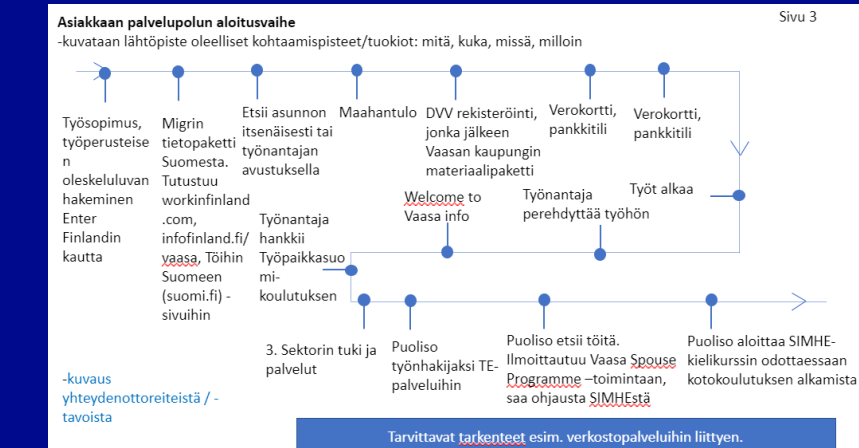 Asiakkaan palvelupolun aloitusvaihe
Sivu 3
-kuvataan lähtöpiste oleelliset kohtaamispisteet/tuokiot: mitä, kuka, missä, milloin
Työsopimus,
työperusteise
n
oleskeluluvan
hakeminen
Enter
Finlandin
kautta
Migrin
tietopaketti
Suomesta.
Tutustuu
workinfinland
.com,
infofinland.fi/
vaasa, Töihin
Suomeen
(suomi.fi) -
sivuihin
Etsii asunnon
itsenäisesti tai
työnantajan
avustuksella
Maahantulo
DVV rekisteröinti,
jonka jälkeen
Vaasan kaupungin
materiaalipaketti
Verokortti,
pankkitili
Verokortti,
pankkitili
Työt alkaa
Työnantaja
perehdyttää työhön
Welcome to
Vaasa info
Työnantaja
hankkii
Työpaikkasuo
mi-
koulutuksen
3. Sektorin tuki ja
palvelut
Puoliso
työnhakijaksi TE-
palveluihin
Puoliso etsii töitä.
Ilmoittautuu Vaasa Spouse
Programme –toimintaan,
saa ohjausta SIMHEstä
Puoliso aloittaa SIMHE-
kielikurssin odottaessaan
kotokoulutuksen alkamista
-kuvaus
yhteydenottoreiteistä / -
tavoista
Tarvittavat tarkenteet esim. verkostopalveluihin liittyen.